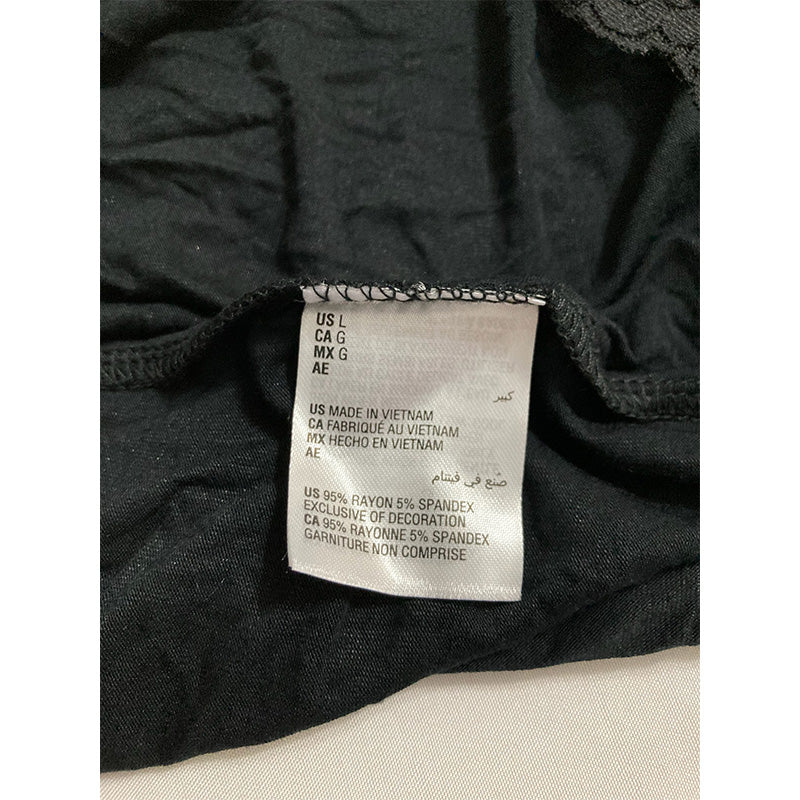 US L
CA G
MX G
AE
كبير
US MADE IN VIETNAM
CA FABRIQUÉ AU VIETNAM
MX HECHO EN VIETNAM
AE
صُنع في فيتنام
US 95% RAYON 5% SPANDEX
EXCLUSIVE OF DECORATION
CA 95% RAYONNE 5% SPANDEX
GARNITURE NON COMPRISE